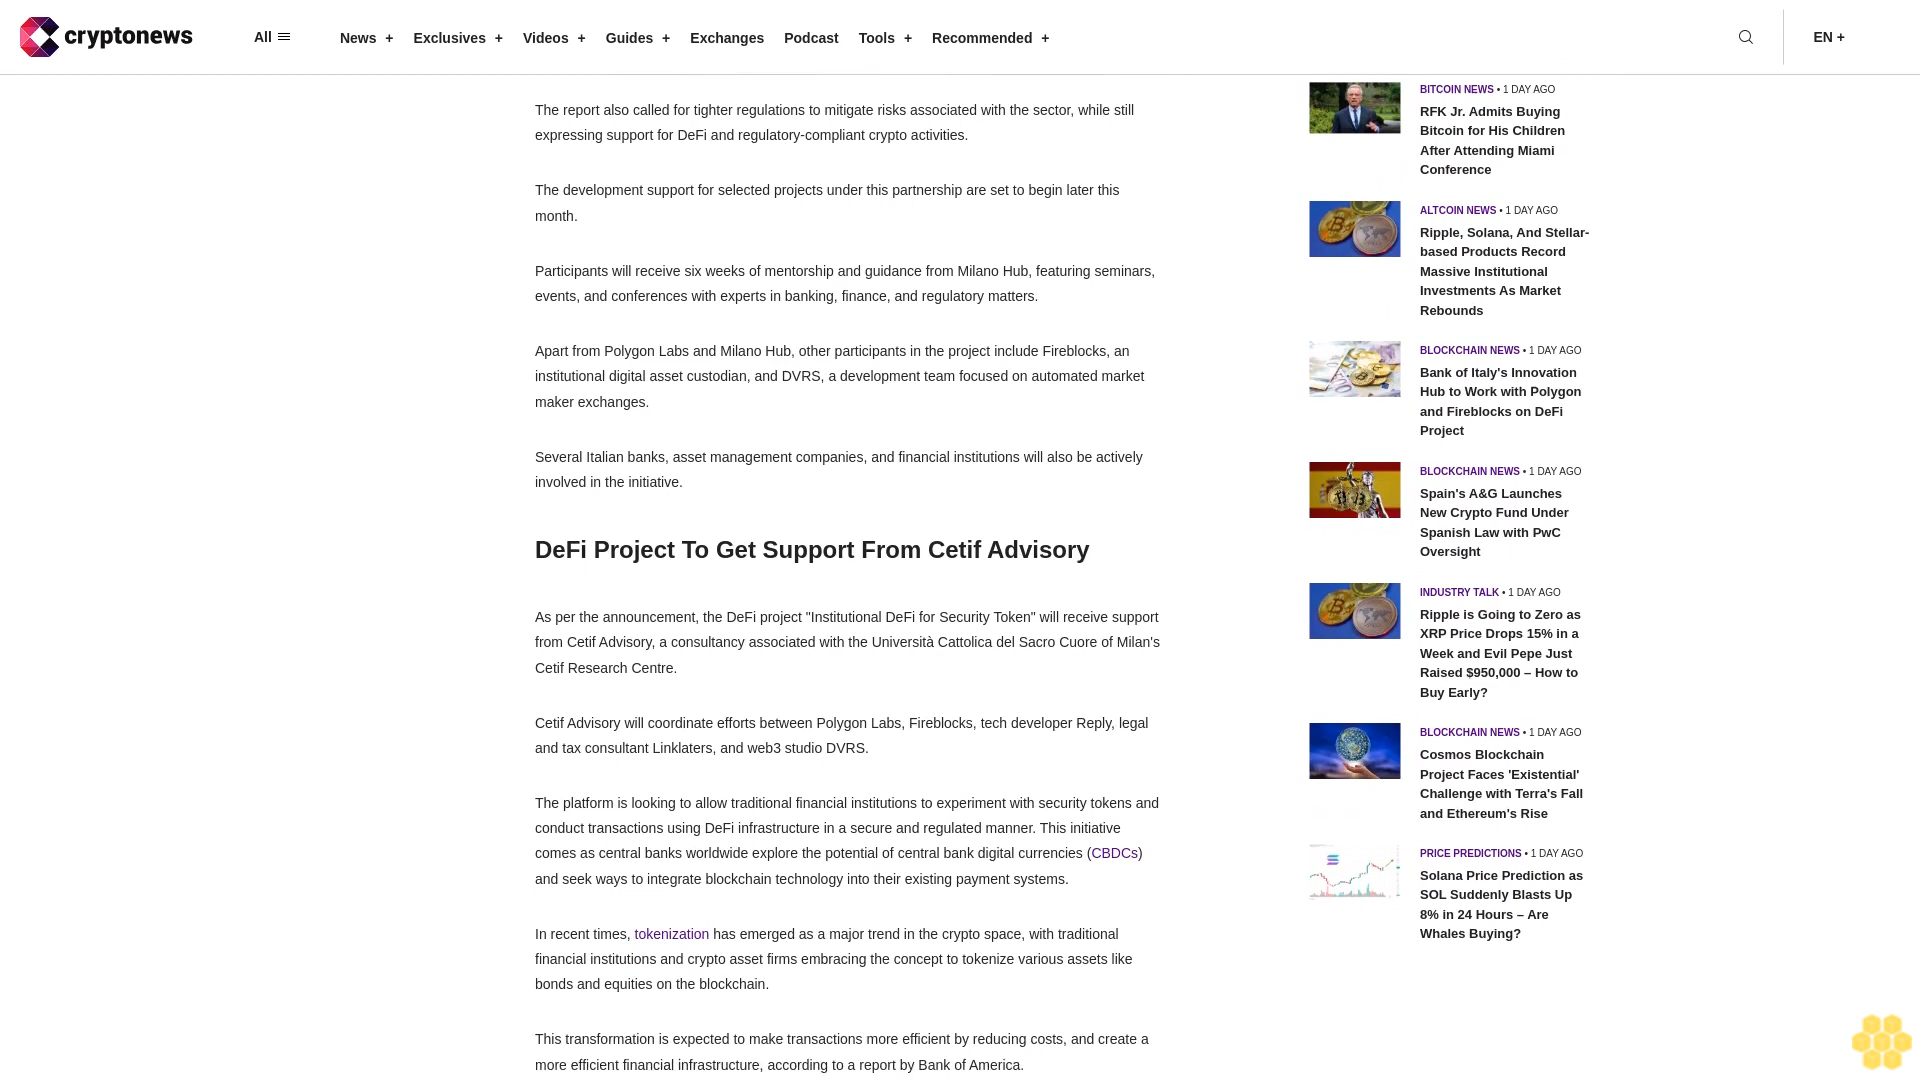 cryptonews
All
News +
Exclusives +
Videos +
Guides +
Exchanges
Podcast
Tools +
Recommended +
EN +
The report also called for tighter regulations to mitigate risks associated with the sector, while still
expressing support for DeFi and regulatory-compliant crypto activities.
The development support for selected projects under this partnership are set to begin later this
month.
Participants will receive six weeks of mentorship and guidance from Milano Hub, featuring seminars,
events, and conferences with experts in banking, finance, and regulatory matters.
Apart from Polygon Labs and Milano Hub, other participants in the project include Fireblocks, an
institutional digital asset custodian, and DVRS, a development team focused on automated market
maker exchanges.
Several Italian banks, asset management companies, and financial institutions will also be actively
involved in the initiative.
DeFi Project To Get Support From Cetif Advisory
As per the announcement, the DeFi project "Institutional DeFi for Security Token" will receive support
from Cetif Advisory, a consultancy associated with the Università Cattolica del Sacro Cuore of Milan's
Cetif Research Centre.
Cetif Advisory will coordinate efforts between Polygon Labs, Fireblocks, tech developer Reply, legal
and tax consultant Linklaters, and web3 studio DVRS.
The platform is looking to allow traditional financial institutions to experiment with security tokens and
conduct transactions using DeFi infrastructure in a secure and regulated manner. This initiative
comes as central banks worldwide explore the potential of central bank digital currencies (CBDCs)
and seek ways to integrate blockchain technology into their existing payment systems.
In recent times, tokenization has emerged as a major trend in the crypto space, with traditional
financial institutions and crypto asset firms embracing the concept to tokenize various assets like
bonds and equities on the blockchain.
This transformation is expected to make transactions more efficient by reducing costs, and create a
more efficient financial infrastructure, according to a report by Bank of America.
BITCOIN NEWS • 1 DAY AGO
RFK Jr. Admits Buying
Bitcoin for His Children
After Attending Miami
Conference
ALTCOIN NEWS • 1 DAY AGO
Ripple, Solana, And Stellar-
based Products Record
Massive Institutional
Investments As Market
Rebounds
BLOCKCHAIN NEWS • 1 DAY AGO
Bank of Italy's Innovation
Hub to Work with Polygon
and Fireblocks on DeFi
Project
BLOCKCHAIN NEWS • 1 DAY AGO
Spain's A&G Launches
New Crypto Fund Under
Spanish Law with PwC
Oversight
INDUSTRY TALK • 1 DAY AGO
Ripple is Going to Zero as
XRP Price Drops 15% in a
Week and Evil Pepe Just
Raised $950,000 – How to
Buy Early?
BLOCKCHAIN NEWS • 1 DAY AGO
Cosmos Blockchain
Project Faces 'Existential'
Challenge with Terra's Fall
and Ethereum's Rise
PRICE PREDICTIONS • 1 DAY AGO
Solana Price Prediction as
SOL Suddenly Blasts Up
8% in 24 Hours – Are
Whales Buying?